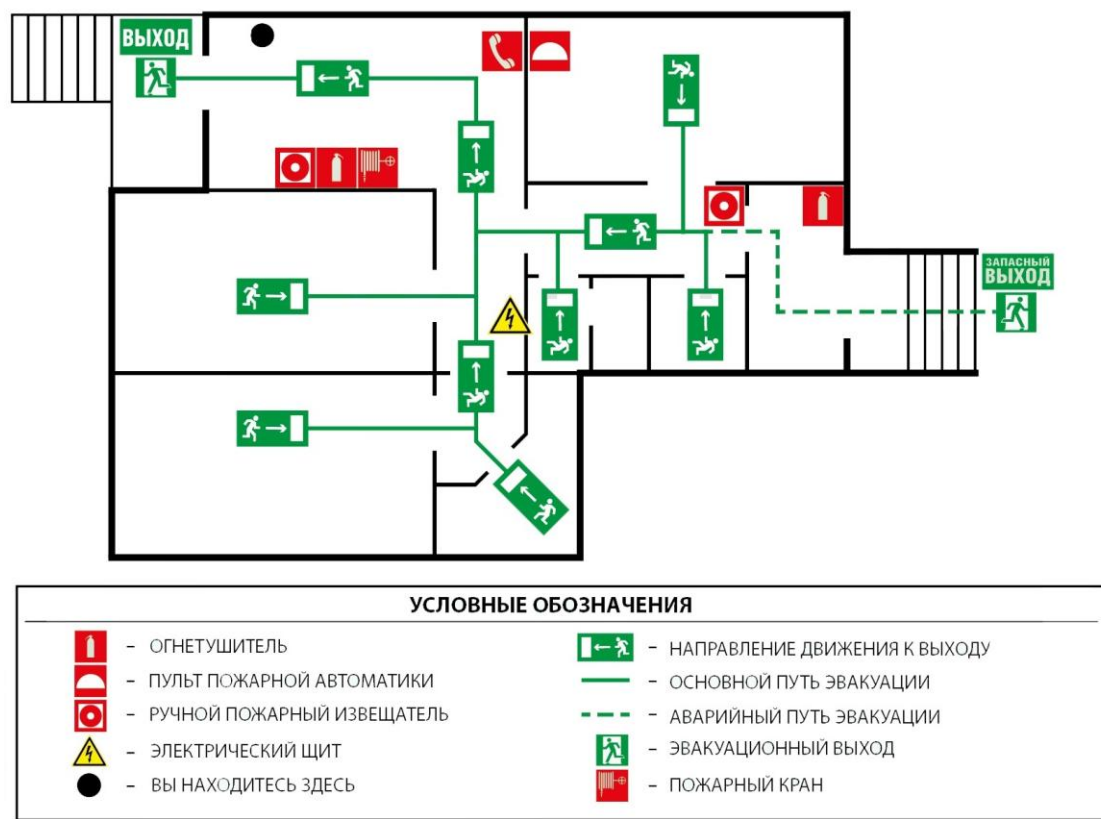 ВЫХОД
ЗАПАСНЫЙ
ВЫХОД
УСЛОВНЫЕ ОБОЗНАЧЕНИЯ
– ОГНЕТУШИТЕЛЬ
– ПУЛЬТ ПОЖАРНОЙ АВТОМАТИКИ
– РУЧНОЙ ПОЖАРНЫЙ ИЗВЕЩАТЕЛЬ
– ЭЛЕКТРИЧЕСКИЙ ЩИТ
– ВЫ НАХОДИТЕСЬ ЗДЕСЬ
– НАПРАВЛЕНИЕ ДВИЖЕНИЯ К ВЫХОДУ
– ОСНОВНОЙ ПУТЬ ЭВАКУАЦИИ
– АВАРИЙНЫЙ ПУТЬ ЭВАКУАЦИИ
– ЭВАКУАЦИОННЫЙ ВЫХОД
– ПОЖАРНЫЙ КРАН